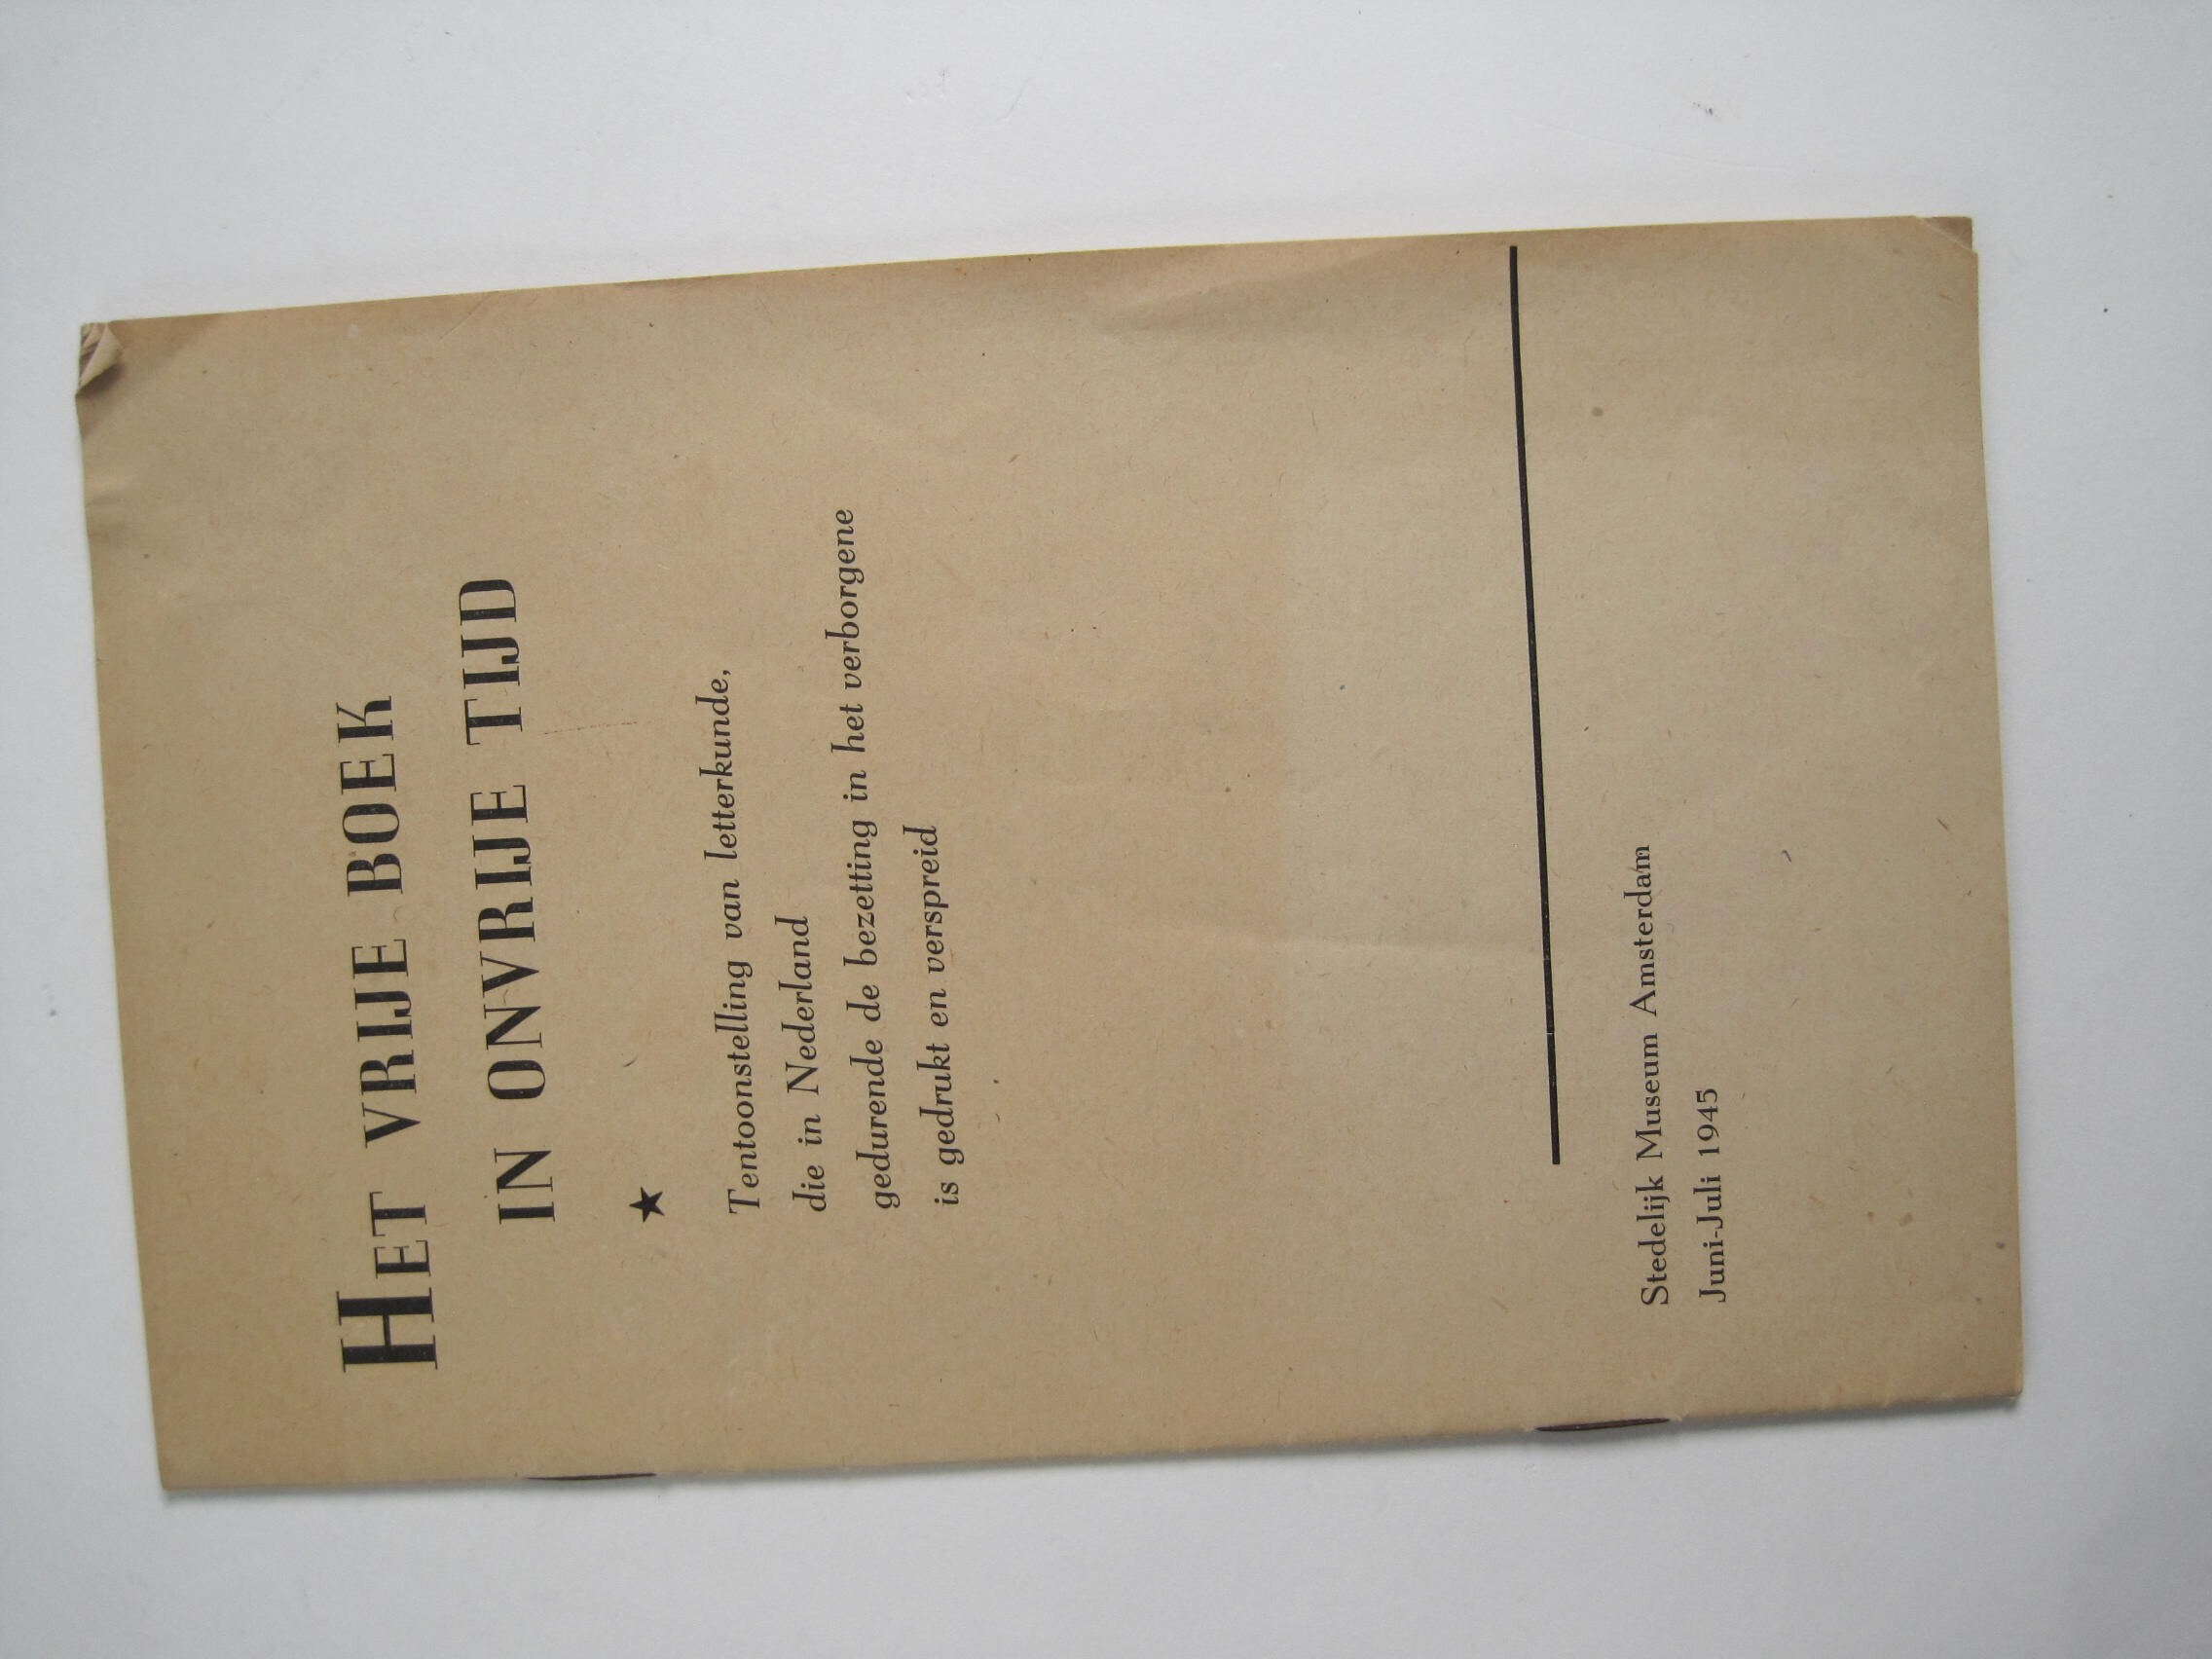 HET VRIJE BOEK
IN ONVRIJE TIJD
★
Tentoonstelling van letterkunde,
die in Nederland
gedurende de bezetting in het verborgene
is gedrukt en verspreid
Stedelijk Museum Amsterdam
Juni-Juli 1945